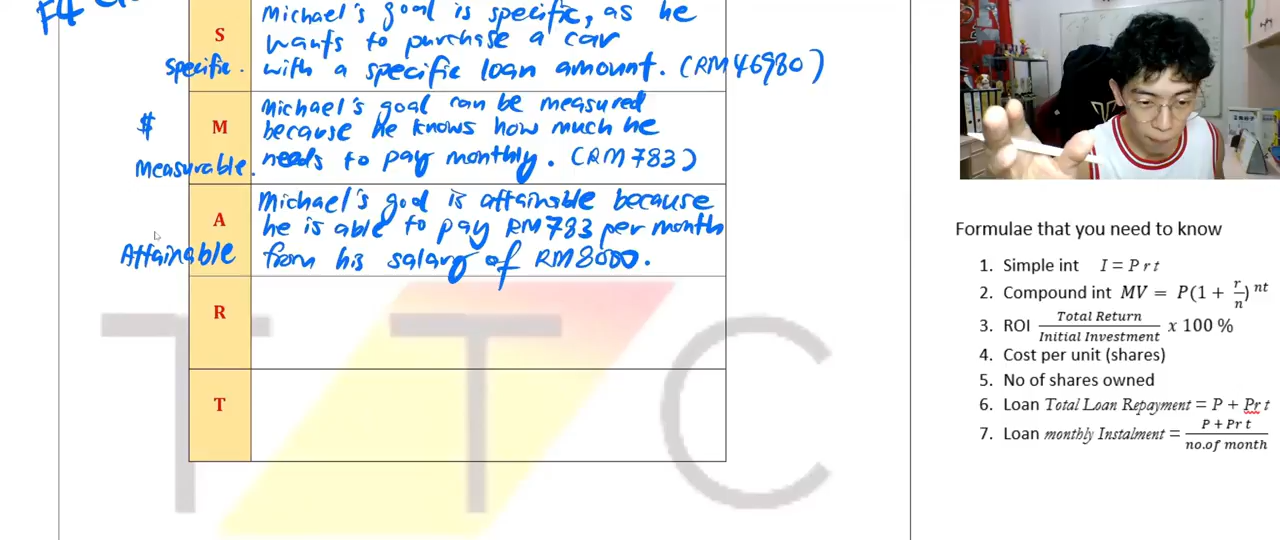 F4
S
Specific.
Michael's goal is specific, as he
wants to purchase a car
with a specific loan amount. (RM46980)
$
M
Measurable.
Michael's goal can be measured
because he knows how much he
needs to pay monthly. (RM783)
A
Attainable
Michael's goal is attainable because
he is able to pay RM783 per month
from his salary of RM8000.
R
T
TTC
Formulae that you need to know
1. Simple int I = P r t
2. Compound int MV = P(1 + r/n) nt
3. ROI Total Return / Initial Investment x 100 %
4. Cost per unit (shares)
5. No of shares owned
6. Loan Total Loan Repayment = P + Pr t
7. Loan monthly Instalment = P + Pr t / no.of month